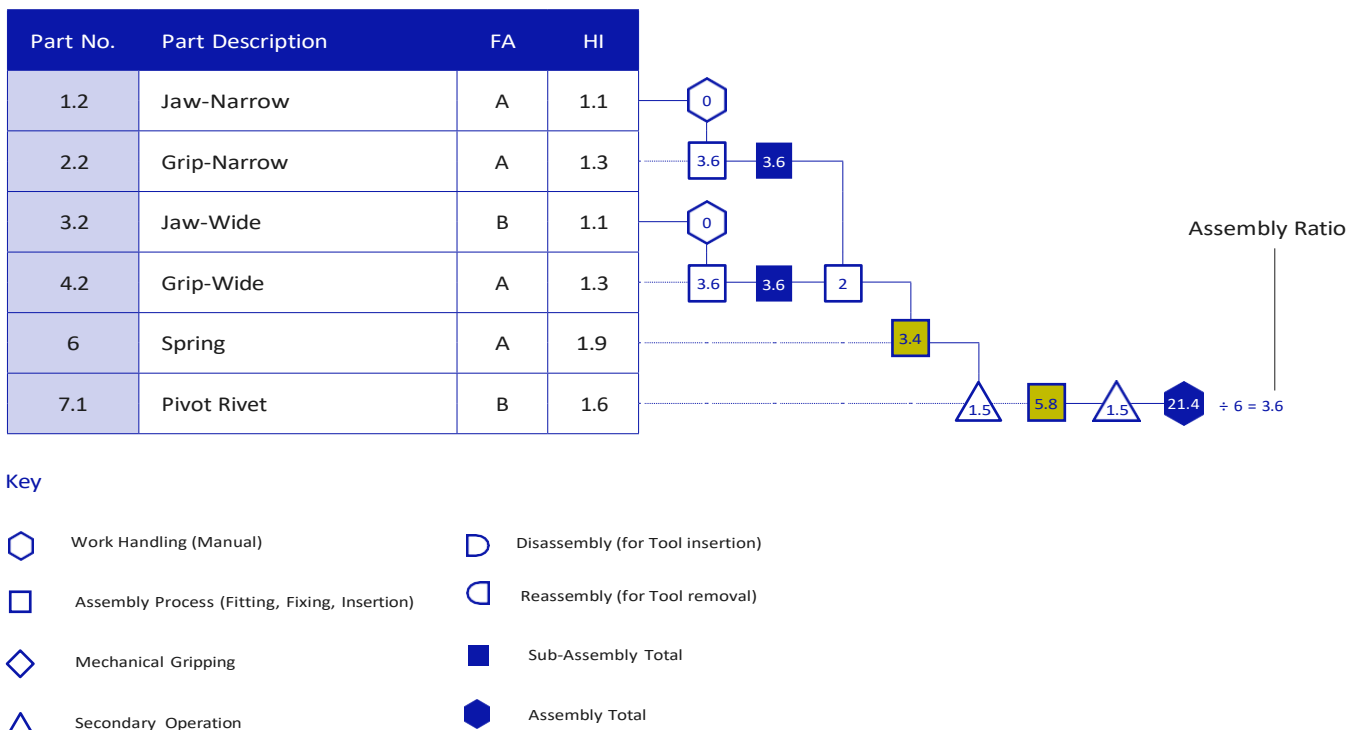 Part No. Part Description FA HI
1.2 Jaw-Narrow A 1.1 0
2.2 Grip-Narrow A 1.3 3.6 3.6
3.2 Jaw-Wide B 1.1 0
Assembly Ratio
4.2 Grip-Wide A 1.3 3.6 3.6 2
6 Spring A 1.9 3.4
7.1 Pivot Rivet B 1.6 1.5 5.8 1.5 21.4 ÷ 6 = 3.6
Key
Work Handling (Manual)
Assembly Process (Fitting, Fixing, Insertion)
Mechanical Gripping
Secondary Operation
Disassembly (for Tool insertion)
Reassembly (for Tool removal)
Sub-Assembly Total
Assembly Total